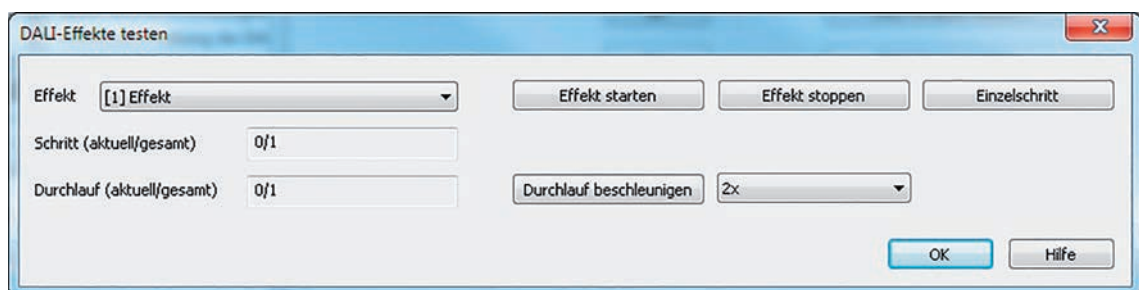 DALI-Effekte testen
Effekt [1] Effekt Effekt starten Effekt stoppen Einzelschritt
Schritt (aktuell/gesamt) 0/1
Durchlauf (aktuell/gesamt) 0/1 Durchlauf beschleunigen 2x
OK Hilfe